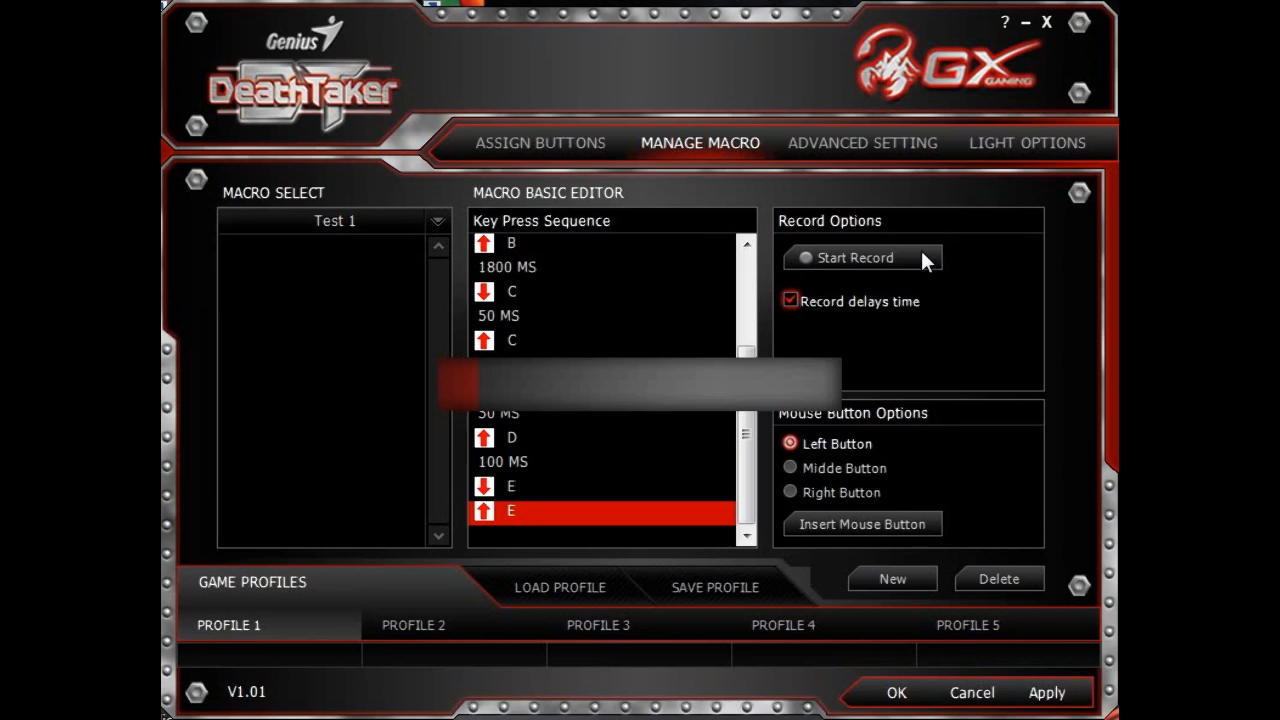 Genius
DeathTaker
GX
GAMING
? – X
ASSIGN BUTTONS
MANAGE MACRO
ADVANCED SETTING
LIGHT OPTIONS
MACRO SELECT
Test 1
MACRO BASIC EDITOR
Key Press Sequence
B
1800 MS
C
50 MS
C
50 MS
D
100 MS
E
E
Record Options
Start Record
Record delays time
Mouse Button Options
Left Button
Midde Button
Right Button
Insert Mouse Button
New
Delete
GAME PROFILES
LOAD PROFILE
SAVE PROFILE
PROFILE 1
PROFILE 2
PROFILE 3
PROFILE 4
PROFILE 5
V1.01
OK
Cancel
Apply